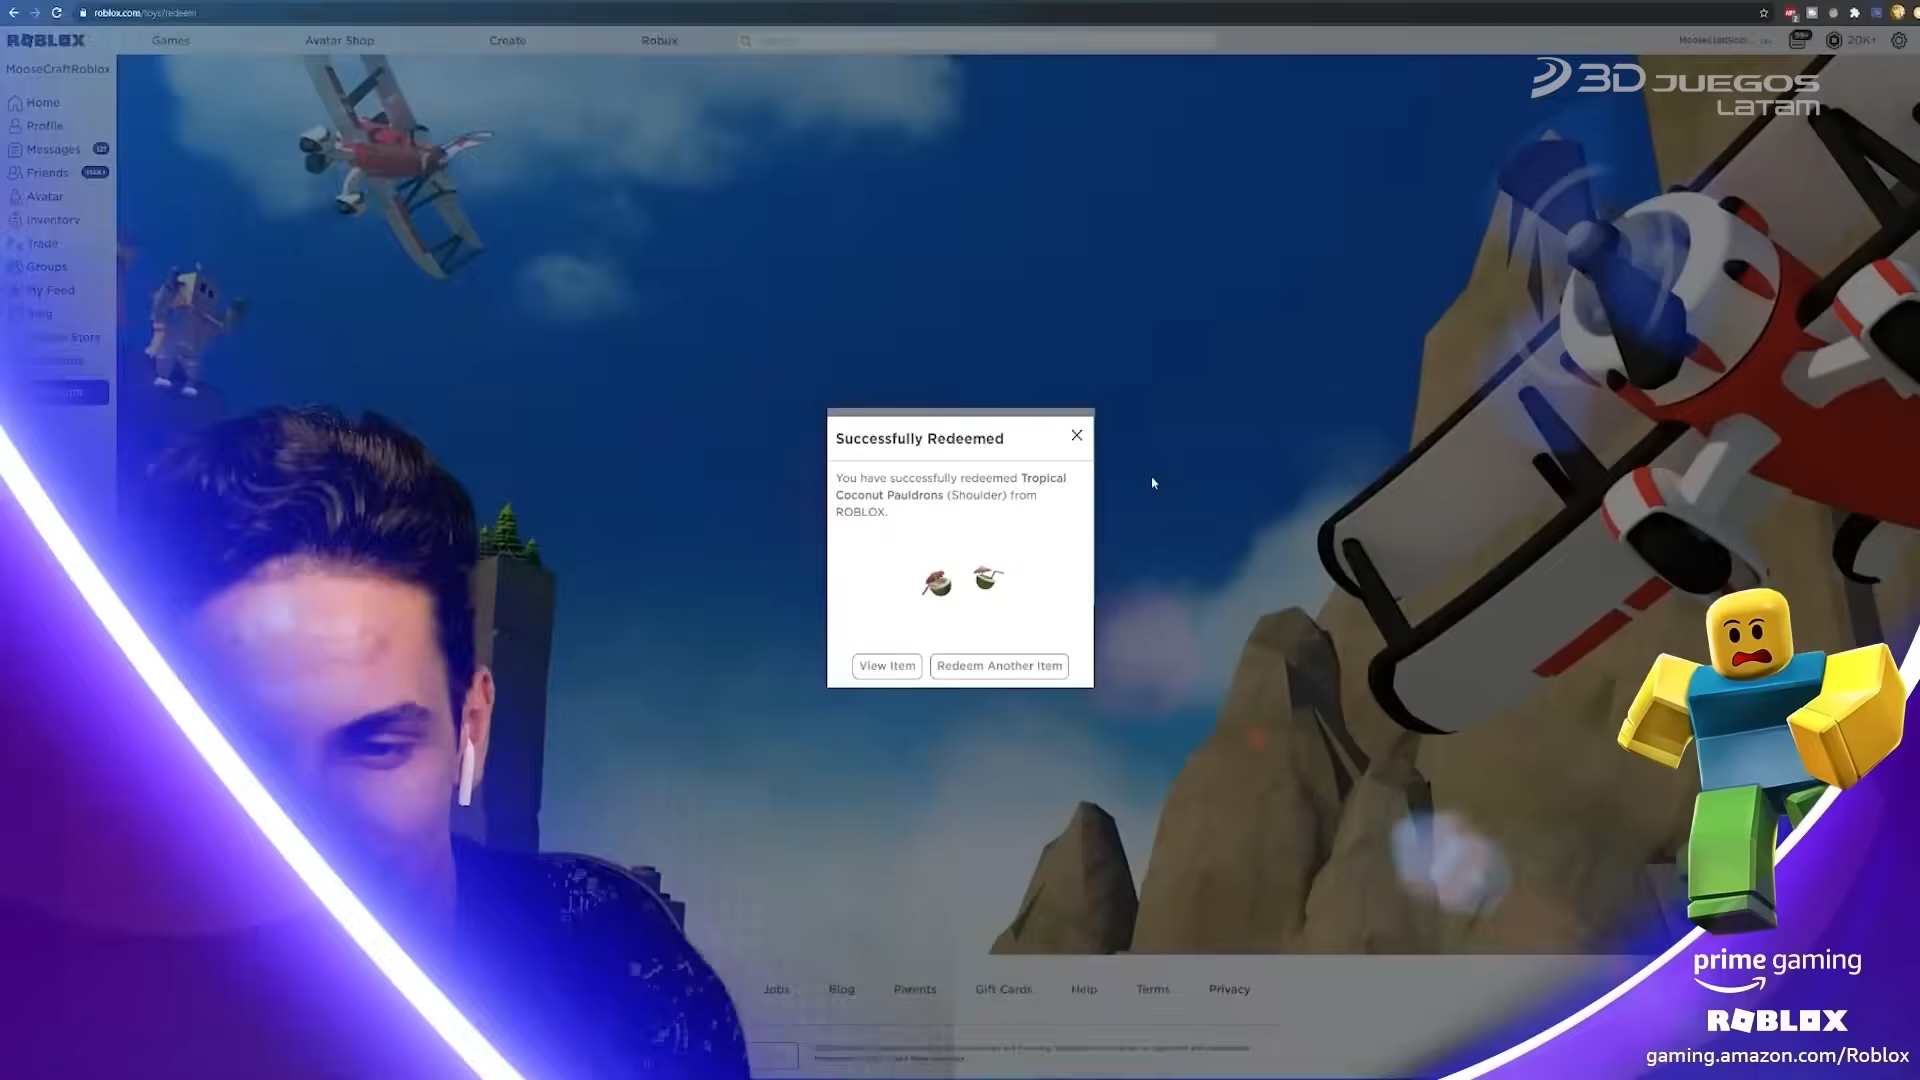 roblox.com/toys/redeem
ROBLOX
Games
Avatar Shop
Create
Robux
20K+
MooseCraftRoblox
Home
Profile
Messages
Friends
Avatar
Inventory
Trade
Groups
My Feed
Store
3DJUEGOS
LATAM
Successfully Redeemed
You have successfully redeemed Tropical
Coconut Pauldrons (Shoulder) from
ROBLOX.
View Item
Redeem Another Item
Jobs
Blog
Parents
Gift Cards
Help
Terms
Privacy
prime gaming
ROBLOX
gaming.amazon.com/Roblox